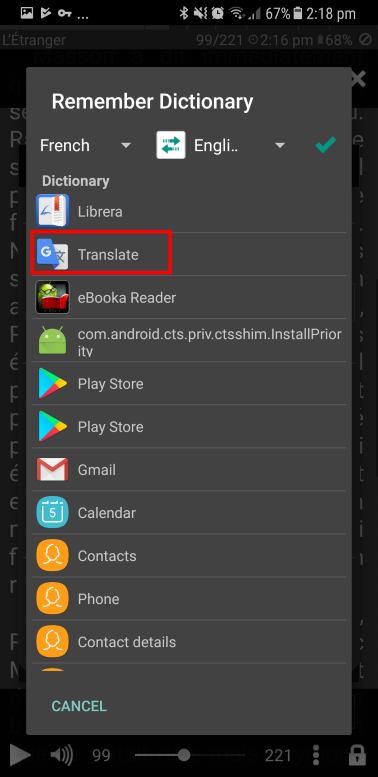 67% 2:18 pm
L'Étranger 99/221 2:16 pm 68%
Remember Dictionary
French Engli..
Dictionary
Librera
Translate
eBooka Reader
com.android.cts.priv.ctsshim.InstallPrior
ity
Play Store
Play Store
Gmail
5 Calendar
Contacts
Phone
Contact details
CANCEL
99 221